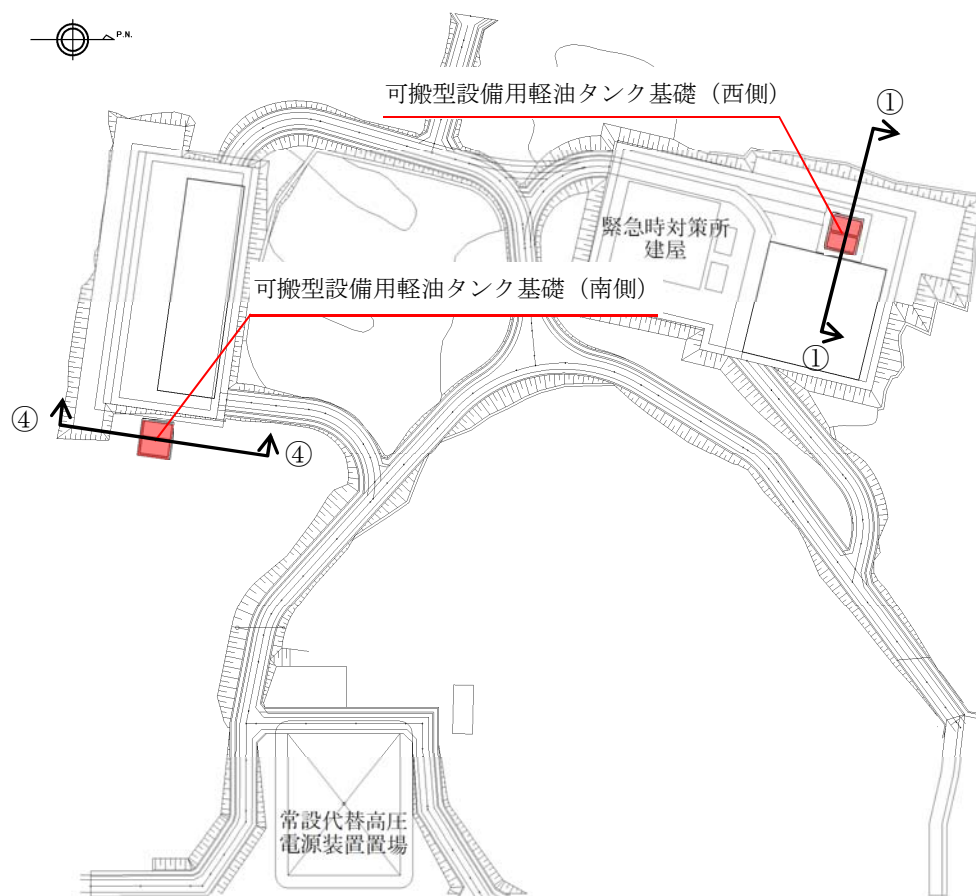 P.N.
可搬型設備用軽油タンク基礎（西側）
①
緊急時対策所
建屋
可搬型設備用軽油タンク基礎（南側）
①
④
④
常設代替高圧
電源装置置場